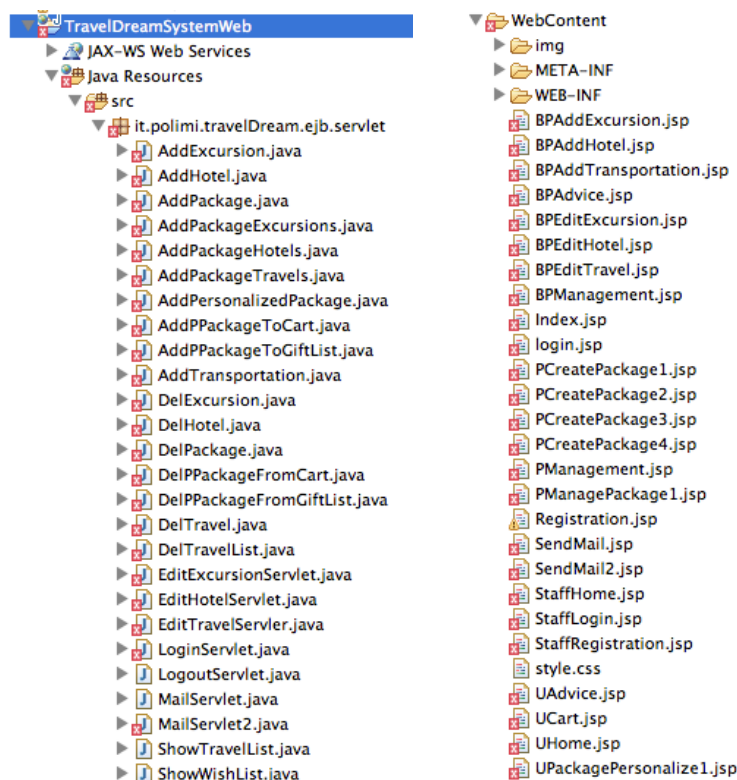 TravelDreamSystemWeb
JAX-WS Web Services
Java Resources
src
it.polimi.travelDream.ejb.servlet
AddExcursion.java
AddHotel.java
AddPackage.java
AddPackageExcursions.java
AddPackageHotels.java
AddPackageTravels.java
AddPersonalizedPackage.java
AddPPackageToCart.java
AddPPackageToGiftList.java
AddTransportation.java
DelExcursion.java
DelHotel.java
DelPackage.java
DelPPackageFromCart.java
DelPPackageFromGiftList.java
DelTravel.java
DelTravelList.java
EditExcursionServlet.java
EditHotelServlet.java
EditTravelServler.java
LoginServlet.java
LogoutServlet.java
MailServlet.java
MailServlet2.java
ShowTravelList.java
ShowWishList.java
WebContent
img
META-INF
WEB-INF
BPAddExcursion.jsp
BPAddHotel.jsp
BPAddTransportation.jsp
BPAdvice.jsp
BPEditExcursion.jsp
BPEditHotel.jsp
BPEditTravel.jsp
BPManagement.jsp
Index.jsp
login.jsp
PCreatePackage1.jsp
PCreatePackage2.jsp
PCreatePackage3.jsp
PCreatePackage4.jsp
PManagement.jsp
PManagePackage1.jsp
Registration.jsp
SendMail.jsp
SendMail2.jsp
StaffHome.jsp
StaffLogin.jsp
StaffRegistration.jsp
style.css
UAdvice.jsp
UCart.jsp
UHome.jsp
UPackagePersonalize1.jsp